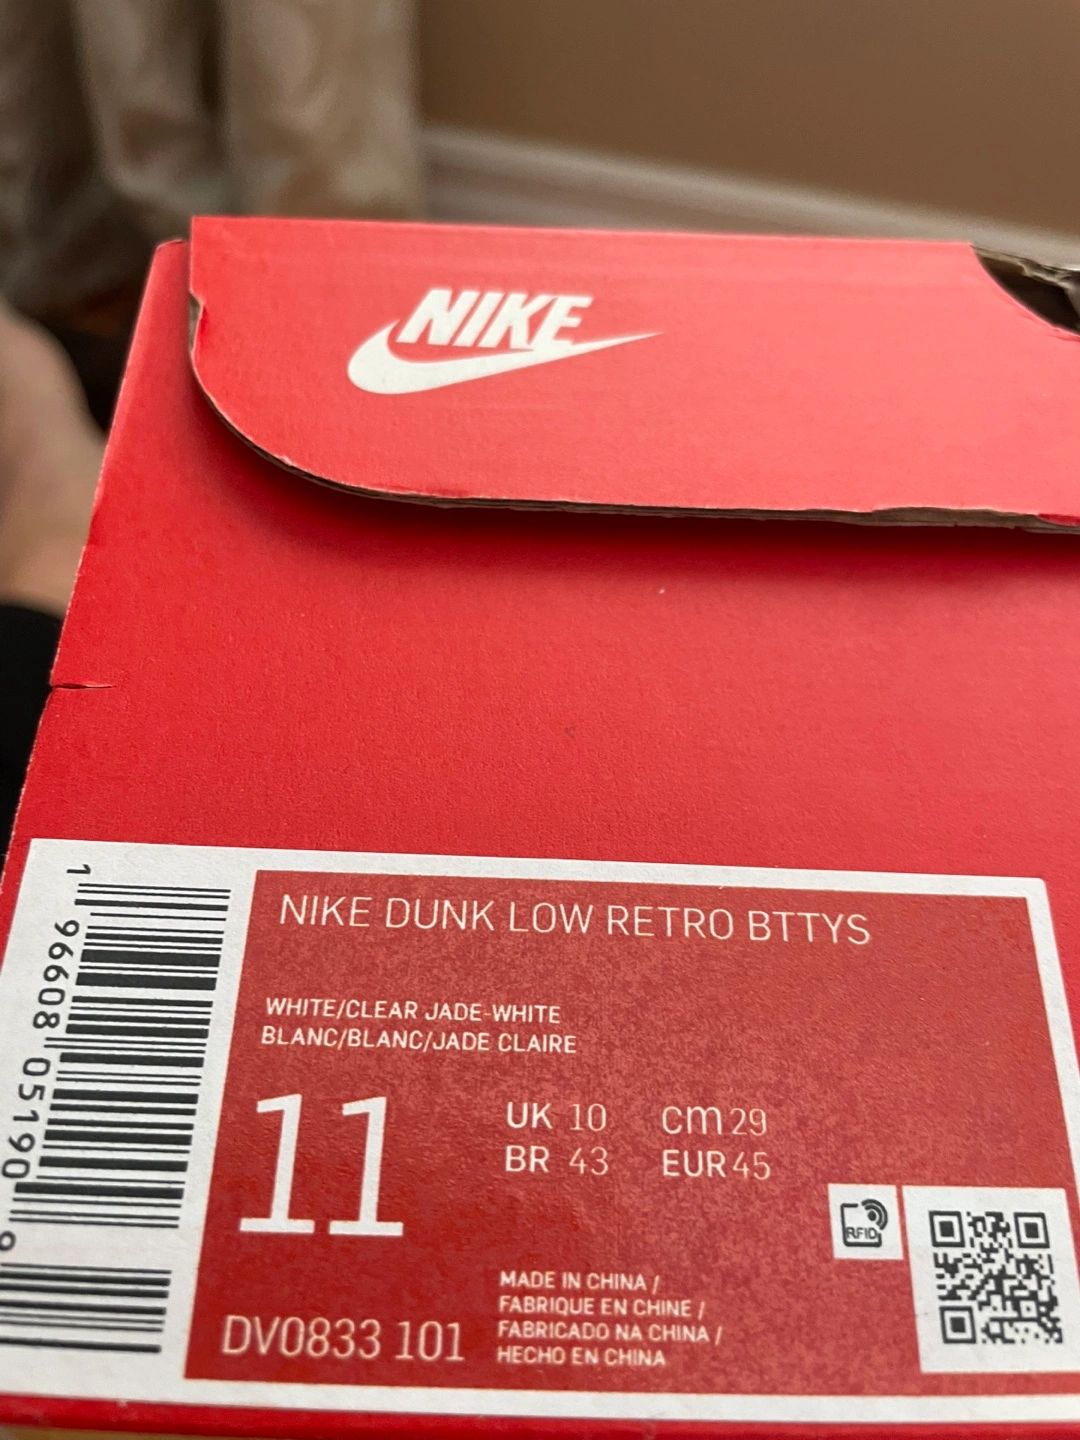 NIKE
NIKE DUNK LOW RETRO BTTYS
WHITE/CLEAR JADE-WHITE
BLANC/BLANC/JADE CLAIRE
11
UK 10 cm 29
BR 43 EUR 45
RFID
MADE IN CHINA /
FABRIQUE EN CHINE /
FABRICADO NA CHINA /
HECHO EN CHINA
DV0833 101
1 96608 05190 9